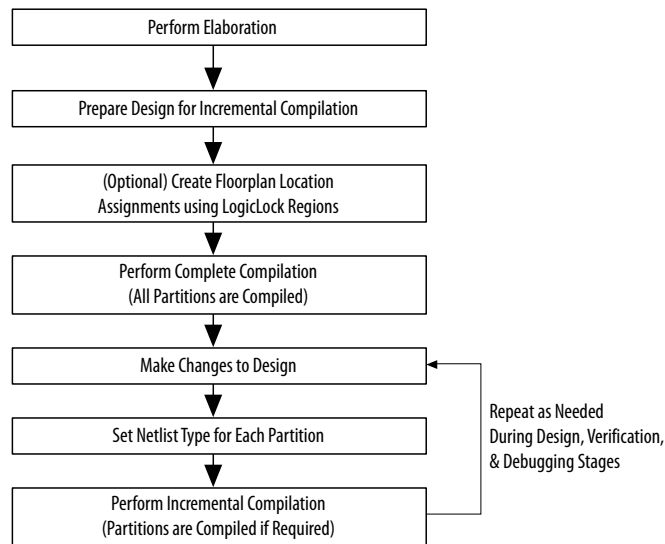 Perform Elaboration
Prepare Design for Incremental Compilation
(Optional) Create Floorplan Location
Assignments using LogicLock Regions
Perform Complete Compilation
(All Partitions are Compiled)
Make Changes to Design
Set Netlist Type for Each Partition
Perform Incremental Compilation
(Partitions are Compiled if Required)
Repeat as Needed
During Design, Verification,
& Debugging Stages